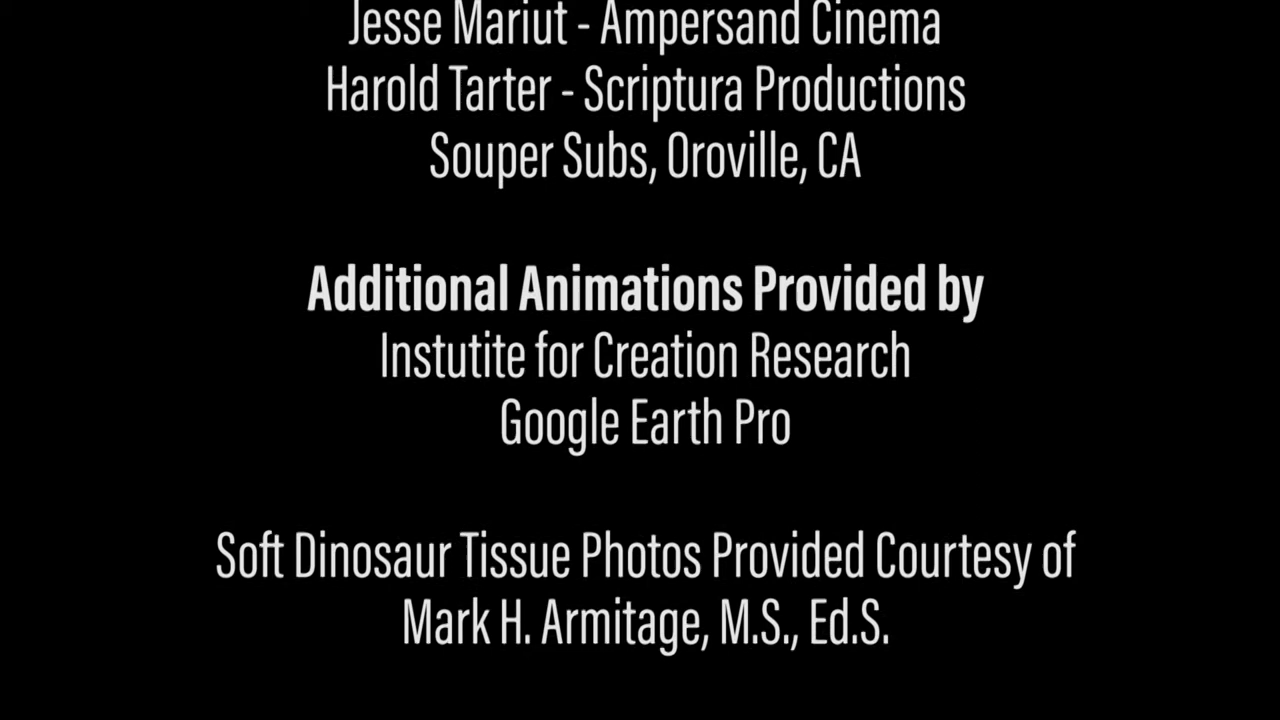 Jesse Mariut - Ampersand Cinema
Harold Tarter - Scriptura Productions
Souper Subs, Oroville, CA
Additional Animations Provided by
Instutite for Creation Research
Google Earth Pro
Soft Dinosaur Tissue Photos Provided Courtesy of
Mark H. Armitage, M.S., Ed.S.